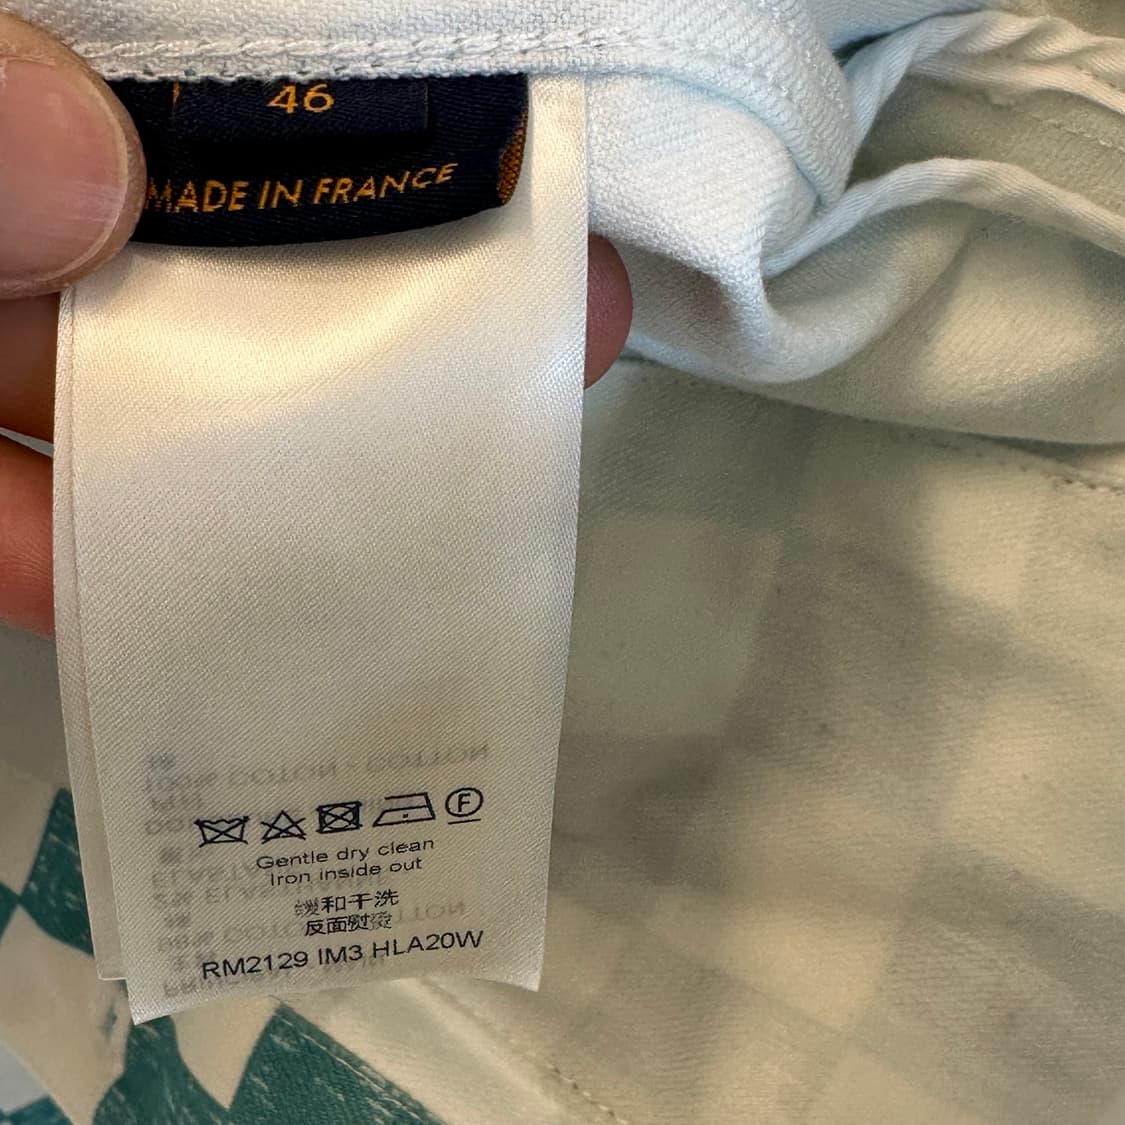 46
MADE IN FRANCE
F
Gentle dry clean
Iron inside out
缓和干洗
反面熨烫
RM2129 IM3 HLA20W